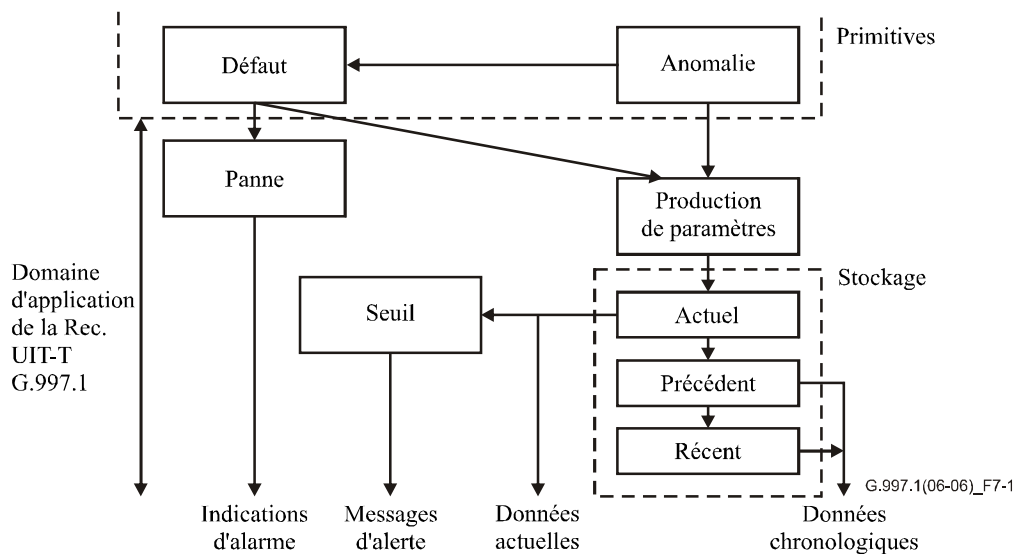 Primitives
Défaut
Anomalie
Panne
Production
de paramètres
Domaine
d'application
de la Rec.
UIT-T
G.997.1
Stockage
Seuil
Actuel
Précédent
Récent
G.997.1(06-06)_F7-1
Indications
d'alarme
Messages
d'alerte
Données
actuelles
Données
chronologiques